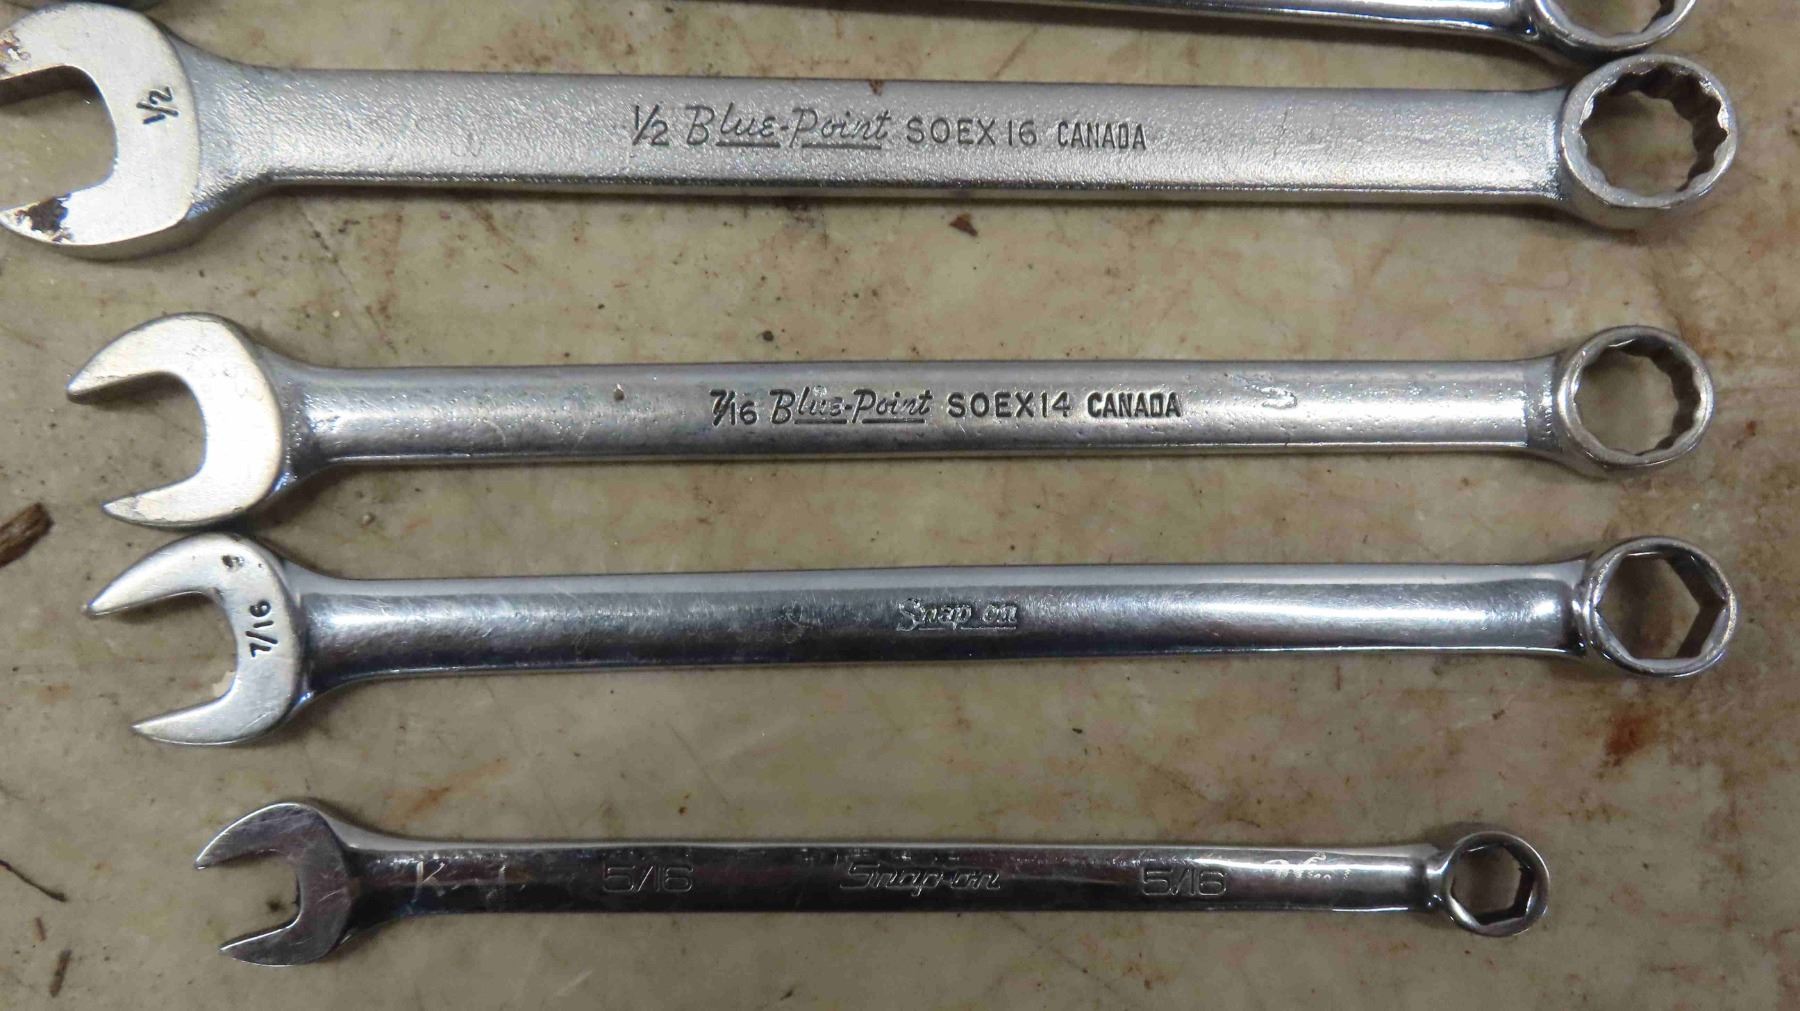 1/2
1/2 Blue-Point SOEX16 CANADA
7/16 Blue-Point SOEX14 CANADA
7/16
Snap on
K 5/16 Snap-on 5/16